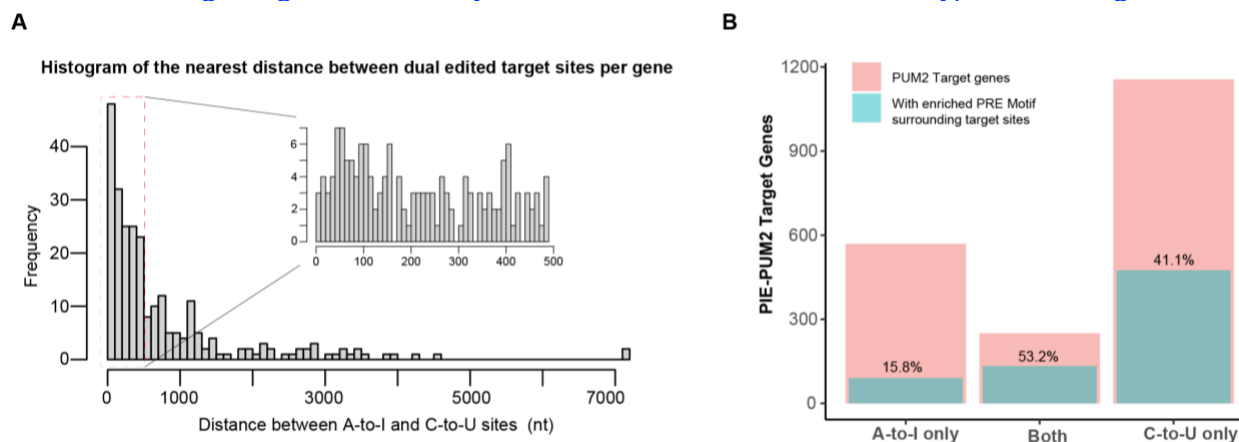 A
B
Histogram of the nearest distance between dual edited target sites per gene
Frequency
40
30
20
10
0
6
4
2
0
0 100 200 300 400 500
0 1000 3000 5000 7000
Distance between A-to-I and C-to-U sites (nt)
PIE-PUM2 Target Genes
1200
900
600
300
0
PUM2 Target genes
With enriched PRE Motif
surrounding target sites
15.8%
53.2%
41.1%
A-to-I only Both C-to-U only